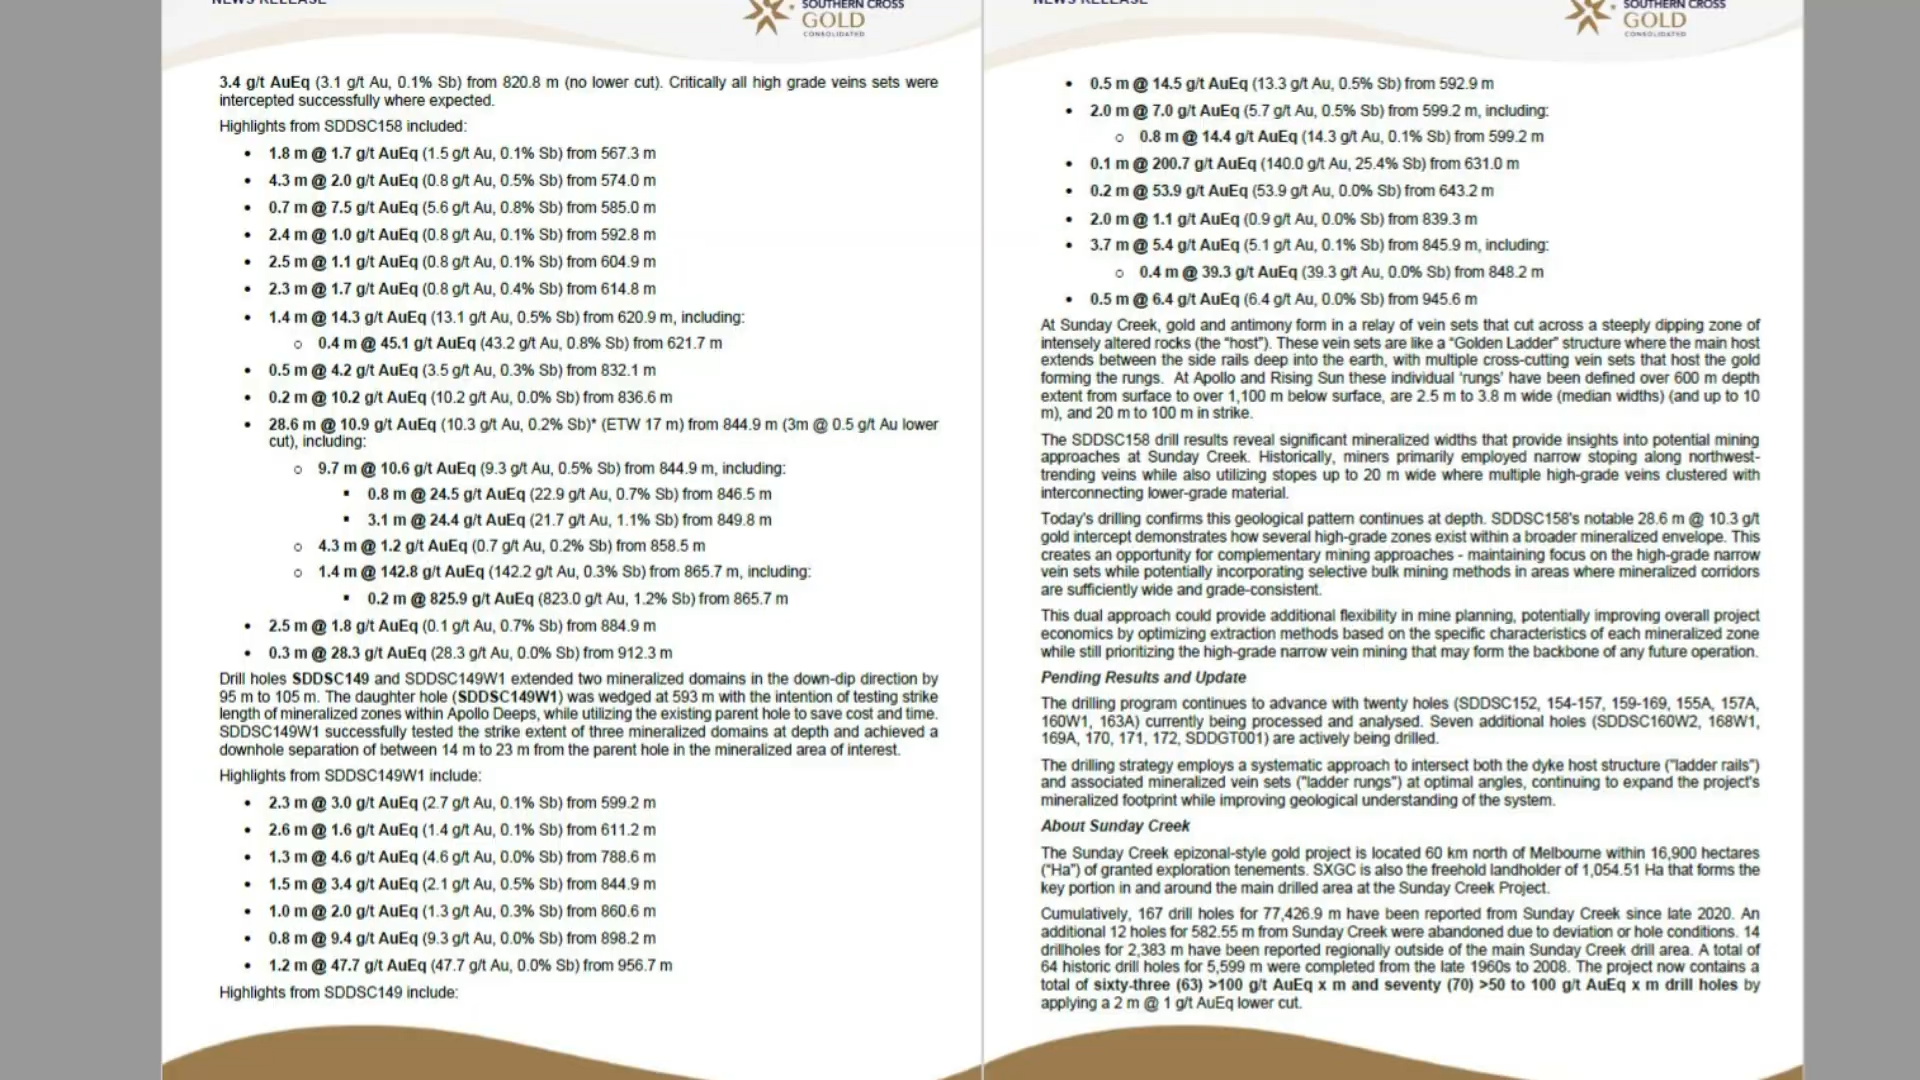 NEWS RELEASE
SOUTHERN CROSS
GOLD
CONSOLIDATED
3.4 g/t AuEq (3.1 g/t Au, 0.1% Sb) from 820.8 m (no lower cut). Critically all high grade veins sets were
intercepted successfully where expected.
Highlights from SDDSC158 included:
• 1.8 m @ 1.7 g/t AuEq (1.5 g/t Au, 0.1% Sb) from 567.3 m
• 4.3 m @ 2.0 g/t AuEq (0.8 g/t Au, 0.5% Sb) from 574.0 m
• 0.7 m @ 7.5 g/t AuEq (5.6 g/t Au, 0.8% Sb) from 585.0 m
• 2.4 m @ 1.0 g/t AuEq (0.8 g/t Au, 0.1% Sb) from 592.8 m
• 2.5 m @ 1.1 g/t AuEq (0.8 g/t Au, 0.1% Sb) from 604.9 m
• 2.3 m @ 1.7 g/t AuEq (0.8 g/t Au, 0.4% Sb) from 614.8 m
• 1.4 m @ 14.3 g/t AuEq (13.1 g/t Au, 0.5% Sb) from 620.9 m, including:
o 0.4 m @ 45.1 g/t AuEq (43.2 g/t Au, 0.8% Sb) from 621.7 m
• 0.5 m @ 4.2 g/t AuEq (3.5 g/t Au, 0.3% Sb) from 832.1 m
• 0.2 m @ 10.2 g/t AuEq (10.2 g/t Au, 0.0% Sb) from 836.6 m
• 28.6 m @ 10.9 g/t AuEq (10.3 g/t Au, 0.2% Sb)* (ETW 17 m) from 844.9 m (3m @ 0.5 g/t Au lower
cut), including:
o 9.7 m @ 10.6 g/t AuEq (9.3 g/t Au, 0.5% Sb) from 844.9 m, including:
▪ 0.8 m @ 24.5 g/t AuEq (22.9 g/t Au, 0.7% Sb) from 846.5 m
▪ 3.1 m @ 24.4 g/t AuEq (21.7 g/t Au, 1.1% Sb) from 849.8 m
o 4.3 m @ 1.2 g/t AuEq (0.7 g/t Au, 0.2% Sb) from 858.5 m
o 1.4 m @ 142.8 g/t AuEq (142.2 g/t Au, 0.3% Sb) from 865.7 m, including:
▪ 0.2 m @ 825.9 g/t AuEq (823.0 g/t Au, 1.2% Sb) from 865.7 m
• 2.5 m @ 1.8 g/t AuEq (0.1 g/t Au, 0.7% Sb) from 884.9 m
• 0.3 m @ 28.3 g/t AuEq (28.3 g/t Au, 0.0% Sb) from 912.3 m
Drill holes SDDSC149 and SDDSC149W1 extended two mineralized domains in the down-dip direction by
95 m to 105 m. The daughter hole (SDDSC149W1) was wedged at 593 m with the intention of testing strike
length of mineralized zones within Apollo Deeps, while utilizing the existing parent hole to save cost and time.
SDDSC149W1 successfully tested the strike extent of three mineralized domains at depth and achieved a
downhole separation of between 14 m to 23 m from the parent hole in the mineralized area of interest.
Highlights from SDDSC149W1 include:
• 2.3 m @ 3.0 g/t AuEq (2.7 g/t Au, 0.1% Sb) from 599.2 m
• 2.6 m @ 1.6 g/t AuEq (1.4 g/t Au, 0.1% Sb) from 611.2 m
• 1.3 m @ 4.6 g/t AuEq (4.6 g/t Au, 0.0% Sb) from 788.6 m
• 1.5 m @ 3.4 g/t AuEq (2.1 g/t Au, 0.5% Sb) from 844.9 m
• 1.0 m @ 2.0 g/t AuEq (1.3 g/t Au, 0.3% Sb) from 860.6 m
• 0.8 m @ 9.4 g/t AuEq (9.3 g/t Au, 0.0% Sb) from 898.2 m
• 1.2 m @ 47.7 g/t AuEq (47.7 g/t Au, 0.0% Sb) from 956.7 m
Highlights from SDDSC149 include:
NEWS RELEASE
SOUTHERN CROSS
GOLD
CONSOLIDATED
• 0.5 m @ 14.5 g/t AuEq (13.3 g/t Au, 0.5% Sb) from 592.9 m
• 2.0 m @ 7.0 g/t AuEq (5.7 g/t Au, 0.5% Sb) from 599.2 m, including:
o 0.8 m @ 14.4 g/t AuEq (14.3 g/t Au, 0.1% Sb) from 599.2 m
• 0.1 m @ 200.7 g/t AuEq (140.0 g/t Au, 25.4% Sb) from 631.0 m
• 0.2 m @ 53.9 g/t AuEq (53.9 g/t Au, 0.0% Sb) from 643.2 m
• 2.0 m @ 1.1 g/t AuEq (0.9 g/t Au, 0.0% Sb) from 839.3 m
• 3.7 m @ 5.4 g/t AuEq (5.1 g/t Au, 0.1% Sb) from 845.9 m, including:
o 0.4 m @ 39.3 g/t AuEq (39.3 g/t Au, 0.0% Sb) from 848.2 m
• 0.5 m @ 6.4 g/t AuEq (6.4 g/t Au, 0.0% Sb) from 945.6 m
At Sunday Creek, gold and antimony form in a relay of vein sets that cut across a steeply dipping zone of
intensely altered rocks (the “host”). These vein sets are like a “Golden Ladder” structure where the main host
extends between the side rails deep into the earth, with multiple cross-cutting vein sets that host the gold
forming the rungs. At Apollo and Rising Sun these individual ‘rungs’ have been defined over 600 m depth
extent from surface to over 1,100 m below surface, are 2.5 m to 3.8 m wide (median widths) (and up to 10
m), and 20 m to 100 m in strike.
The SDDSC158 drill results reveal significant mineralized widths that provide insights into potential mining
approaches at Sunday Creek. Historically, miners primarily employed narrow stoping along northwest-
trending veins while also utilizing stopes up to 20 m wide where multiple high-grade veins clustered with
interconnecting lower-grade material.
Today's drilling confirms this geological pattern continues at depth. SDDSC158's notable 28.6 m @ 10.3 g/t
gold intercept demonstrates how several high-grade zones exist within a broader mineralized envelope. This
creates an opportunity for complementary mining approaches - maintaining focus on the high-grade narrow
vein sets while potentially incorporating selective bulk mining methods in areas where mineralized corridors
are sufficiently wide and grade-consistent.
This dual approach could provide additional flexibility in mine planning, potentially improving overall project
economics by optimizing extraction methods based on the specific characteristics of each mineralized zone
while still prioritizing the high-grade narrow vein mining that may form the backbone of any future operation.
Pending Results and Update
The drilling program continues to advance with twenty holes (SDDSC152, 154-157, 159-169, 155A, 157A,
160W1, 163A) currently being processed and analysed. Seven additional holes (SDDSC160W2, 168W1,
169A, 170, 171, 172, SDDGT001) are actively being drilled.
The drilling strategy employs a systematic approach to intersect both the dyke host structure ("ladder rails")
and associated mineralized vein sets ("ladder rungs") at optimal angles, continuing to expand the project's
mineralized footprint while improving geological understanding of the system.
About Sunday Creek
The Sunday Creek epizonal-style gold project is located 60 km north of Melbourne within 16,900 hectares
(“Ha”) of granted exploration tenements. SXGC is also the freehold landholder of 1,054.51 Ha that forms the
key portion in and around the main drilled area at the Sunday Creek Project.
Cumulatively, 167 drill holes for 77,426.9 m have been reported from Sunday Creek since late 2020. An
additional 12 holes for 582.55 m from Sunday Creek were abandoned due to deviation or hole conditions. 14
drillholes for 2,383 m have been reported regionally outside of the main Sunday Creek drill area. A total of
64 historic drill holes for 5,599 m were completed from the late 1960s to 2008. The project now contains a
total of sixty-three (63) >100 g/t AuEq x m and seventy (70) >50 to 100 g/t AuEq x m drill holes by
applying a 2 m @ 1 g/t AuEq lower cut.